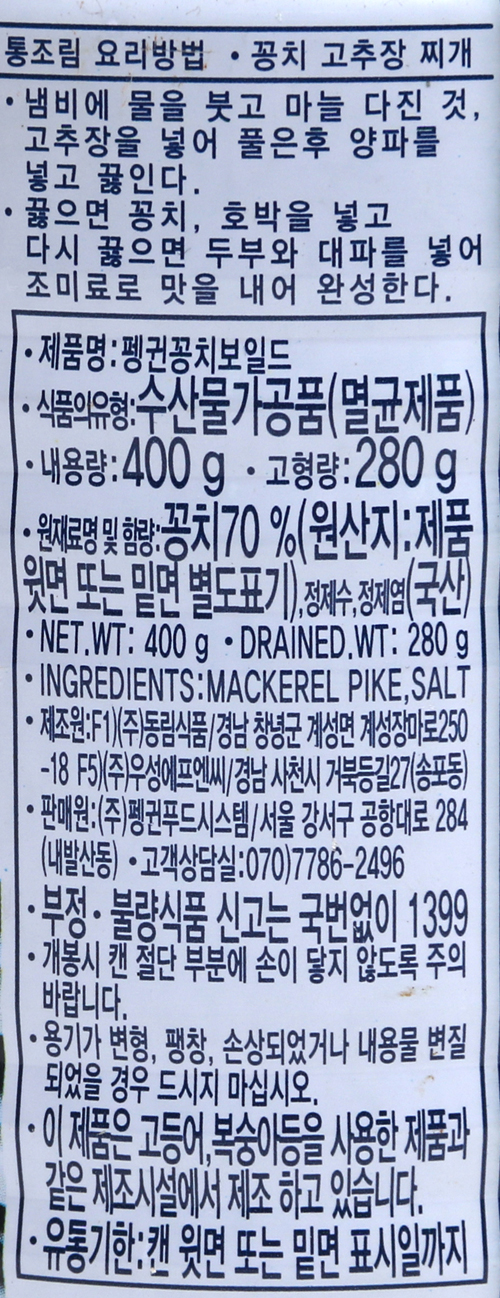 통조림 요리방법 • 꽁치 고추장 찌개
• 냄비에 물을 붓고 마늘 다진 것,
고추장을 넣어 풀은후 양파를
넣고 끓인다.
• 끓으면 꽁치, 호박을 넣고
다시 끓으면 두부와 대파를 넣어
조미료로 맛을 내어 완성한다.
• 제품명:펭귄꽁치보일드
• 식품의유형:수산물가공품(멸균제품)
• 내용량:400 g • 고형량:280 g
• 원재료명 및 함량:꽁치70 %(원산지:제품
윗면 또는 밑면 별도표기),정제수,정제염(국산)
• NET.WT: 400 g • DRAINED.WT: 280 g
• INGREDIENTS:MACKEREL PIKE,SALT
• 제조원:F1)(주)동림식품/경남 창녕군 계성면 계성장마로250
-18 F5)(주)우성에프엔씨/경남 사천시 거북등길27(송포동)
• 판매원:(주)펭귄푸드시스템/서울 강서구 공항대로 284
(내발산동) • 고객상담실:070)7786-2496
• 부정 • 불량식품 신고는 국번없이 1399
• 개봉시 캔 절단 부분에 손이 닿지 않도록 주의
바랍니다.
• 용기가 변형, 팽창, 손상되었거나 내용물 변질
되었을 경우 드시지 마십시오.
• 이 제품은 고등어,복숭아등을 사용한 제품과
같은 제조시설에서 제조 하고 있습니다.
• 유통기한:캔 윗면 또는 밑면 표시일까지